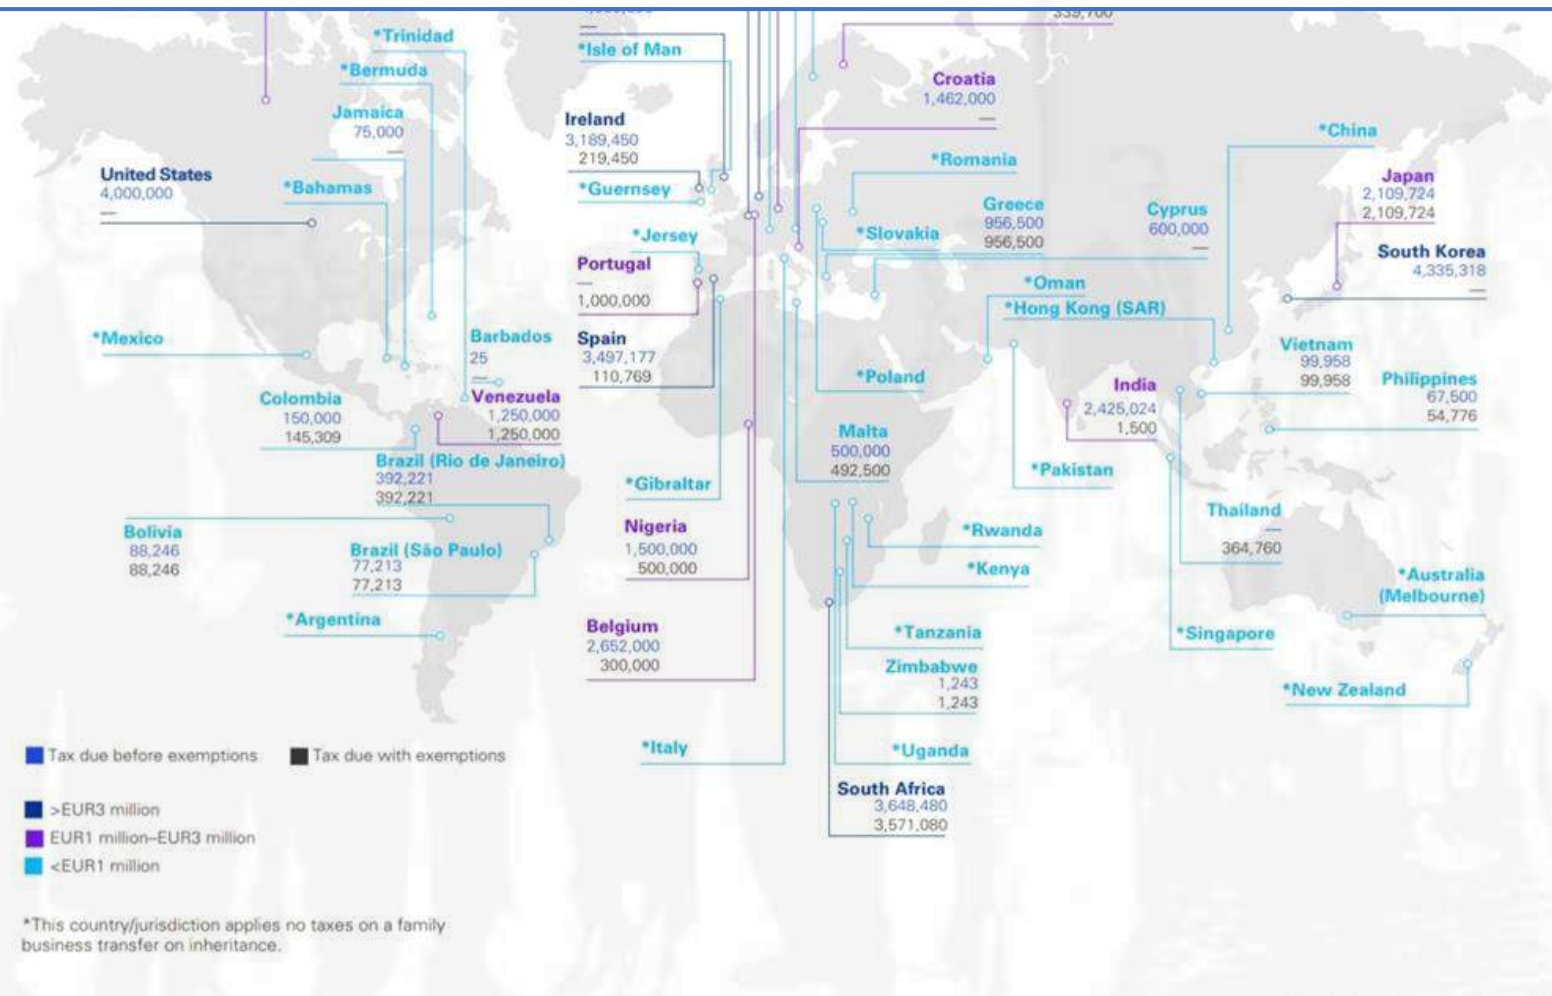 339,700
*Trinidad
*Isle of Man
*Bermuda
Croatia
1,462,000
—
Jamaica
75,000
—
Ireland
3,189,450
219,450
*China
*Romania
United States
4,000,000
—
*Bahamas
*Guernsey
Japan
2,109,724
2,109,724
Greece
956,500
956,500
Cyprus
600,000
—
*Slovakia
*Jersey
South Korea
4,335,318
—
Portugal
—
1,000,000
*Oman
*Hong Kong (SAR)
*Mexico
Barbados
25
—
Spain
3,497,177
110,769
Vietnam
99,958
99,958
*Poland
India
2,425,024
1,500
Philippines
67,500
54,776
Colombia
150,000
145,309
Venezuela
1,250,000
1,250,000
Malta
500,000
492,500
Brazil (Rio de Janeiro)
392,221
392,221
*Pakistan
*Gibraltar
Thailand
—
364,760
Bolivia
88,246
88,246
Nigeria
1,500,000
500,000
*Rwanda
Brazil (São Paulo)
77,213
77,213
*Kenya
*Australia
(Melbourne)
*Argentina
Belgium
2,652,000
300,000
*Tanzania
*Singapore
Zimbabwe
1,243
1,243
*New Zealand
*Italy
*Uganda
South Africa
3,648,480
3,571,080
Tax due before exemptions
Tax due with exemptions
>EUR3 million
EUR1 million–EUR3 million
<EUR1 million
*This country/jurisdiction applies no taxes on a family
business transfer on inheritance.